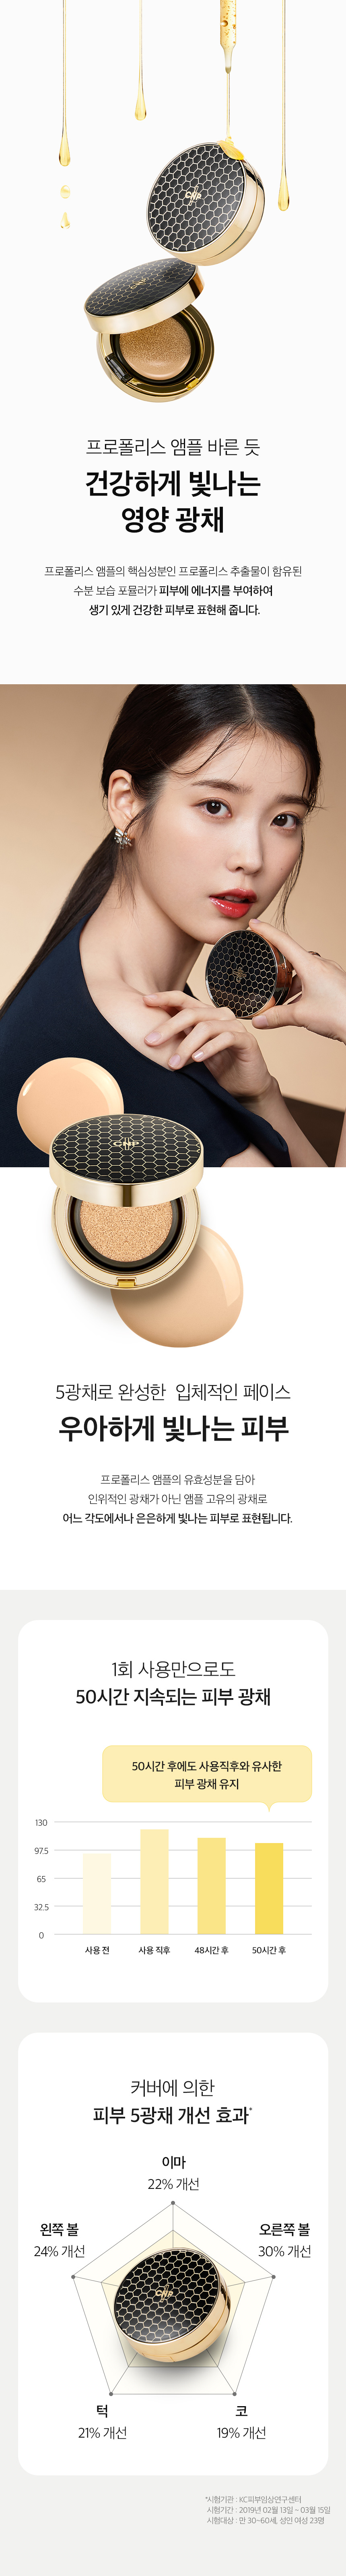 CNP
프로폴리스 앰플 바른 듯
건강하게 빛나는
영양 광채
프로폴리스 앰플의 핵심성분인 프로폴리스 추출물이 함유된
수분 보습 포뮬러가 피부에 에너지를 부여하여
생기 있게 건강한 피부로 표현해 줍니다.
CNP
5광채로 완성한 입체적인 페이스
우아하게 빛나는 피부
프로폴리스 앰플의 유효성분을 담아
인위적인 광채가 아닌 앰플 고유의 광채로
어느 각도에서나 은은하게 빛나는 피부로 표현됩니다.
1회 사용만으로도
50시간 지속되는 피부 광채
50시간 후에도 사용직후와 유사한
피부 광채 유지
130
97.5
65
32.5
0
사용 전 사용 직후 48시간 후 50시간 후
커버에 의한
피부 5광채 개선 효과*
이마
22% 개선
왼쪽 볼
24% 개선
오른쪽 볼
30% 개선
CNP
턱
21% 개선
코
19% 개선
*시험기관 : KC피부임상연구센터
시험기간 : 2019년 02월 13일 ~ 03월 15일
시험대상 : 만 30~60세, 성인 여성 23명